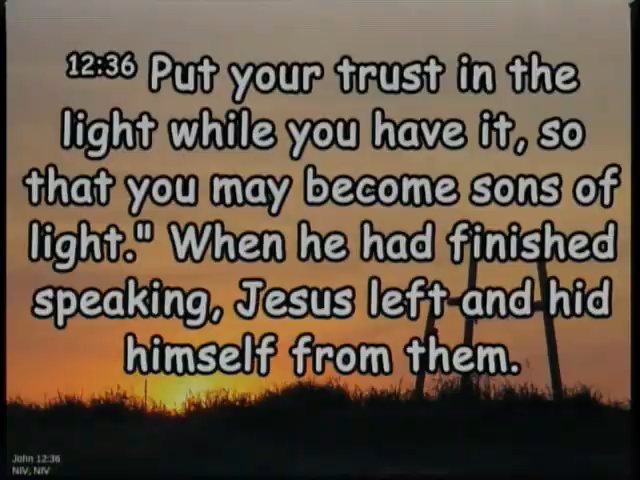 12:36 Put your trust in the
light while you have it, so
that you may become sons of
light." When he had finished
speaking, Jesus left and hid
himself from them.
John 12:36
NIV, NIV